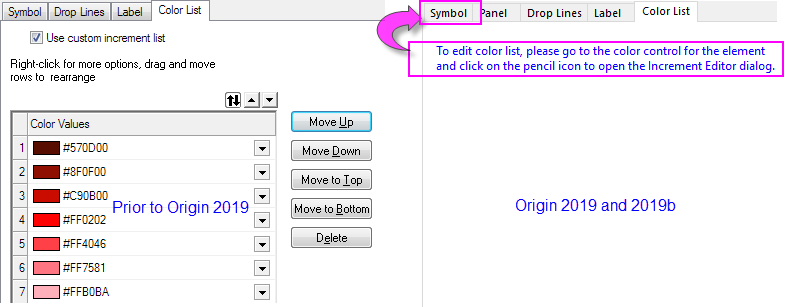 Symbol Drop Lines Label Color List
Use custom increment list
Right-click for more options, drag and move
rows to rearrange
Color Values
1 #570D00
2 #8F0F00
3 #C90B00
4 #FF0202
5 #FF4046
6 #FF7581
7 #FFB0BA
Move Up
Move Down
Move to Top
Move to Bottom
Delete
Prior to Origin 2019
Symbol Panel Drop Lines Label Color List
To edit color list, please go to the color control for the element
and click on the pencil icon to open the Increment Editor dialog.
Origin 2019 and 2019b